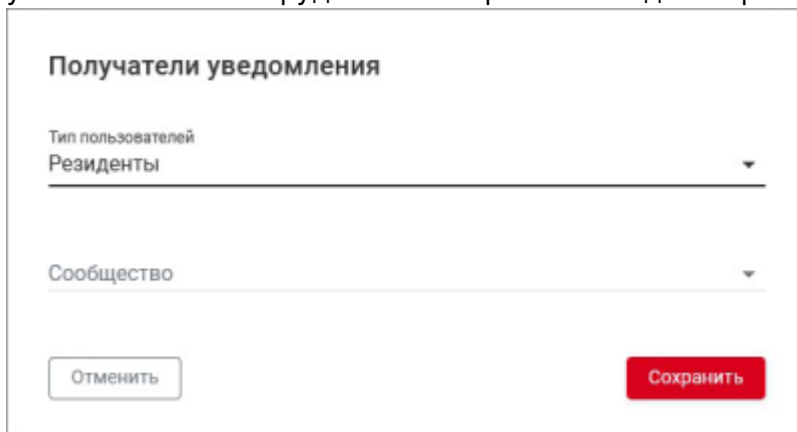 Получатели уведомления
Тип пользователей
Резиденты
Сообщество
Отменить
Сохранить